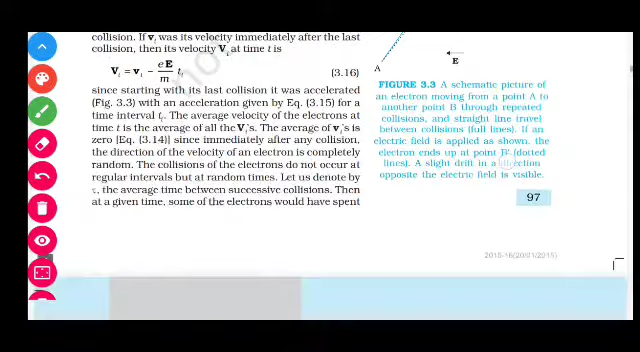 collision. If vᵢ was its velocity immediately after the last
collision, then its velocity Vᵢ at time t is
Vᵢ = vᵢ − eE/m tᵢ (3.16)
since starting with its last collision it was accelerated
(Fig. 3.3) with an acceleration given by Eq. (3.15) for a
time interval tᵢ. The average velocity of the electrons at
time t is the average of all the Vᵢ's. The average of vᵢ's is
zero [Eq. (3.14)] since immediately after any collision,
the direction of the velocity of an electron is completely
random. The collisions of the electrons do not occur at
regular intervals but at random times. Let us denote by
τ, the average time between successive collisions. Then
at a given time, some of the electrons would have spent
A
E
FIGURE 3.3 A schematic picture of
an electron moving from a point A to
another point B through repeated
collisions, and straight line travel
between collisions (full lines). If an
electric field is applied as shown, the
electron ends up at point B′ (dotted
lines). A slight drift in a direction
opposite the electric field is visible.
97